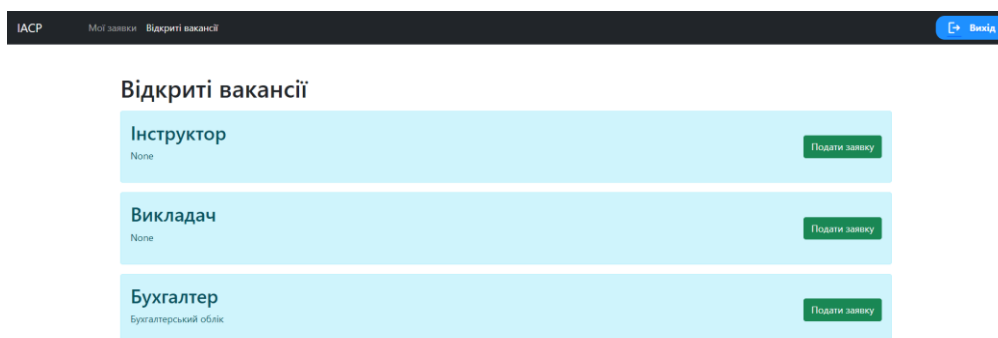 IACP Мої заявки Відкриті вакансії Вихід
Відкриті вакансії
Інструктор
None
Подати заявку
Викладач
None
Подати заявку
Бухгалтер
Бухгалтерський облік
Подати заявку